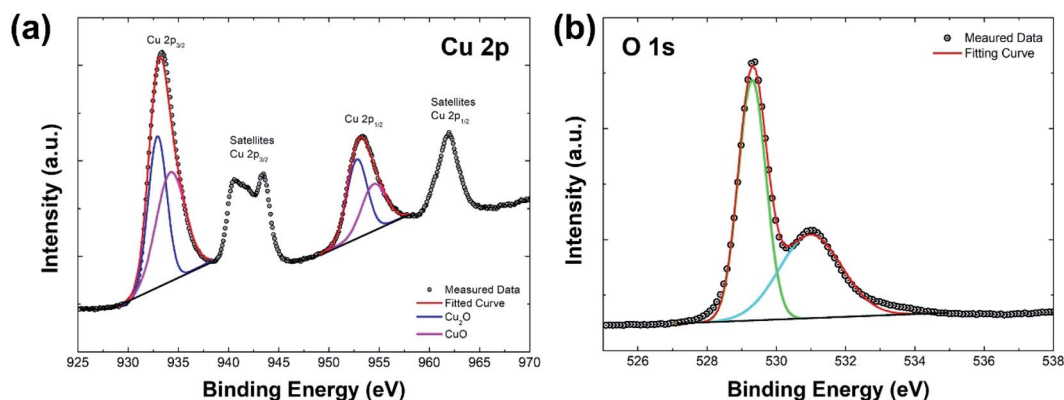 (a)
Cu 2p
Cu 2p3/2
Satellites
Cu 2p3/2
Cu 2p1/2
Satellites
Cu 2p1/2
Intensity (a.u.)
Measured Data
Fitted Curve
Cu2O
CuO
925 930 935 940 945 950 955 960 965 970
Binding Energy (eV)
(b)
O 1s
Meaured Data
Fitting Curve
Intensity (a.u.)
526 528 530 532 534 536 538
Binding Energy (eV)